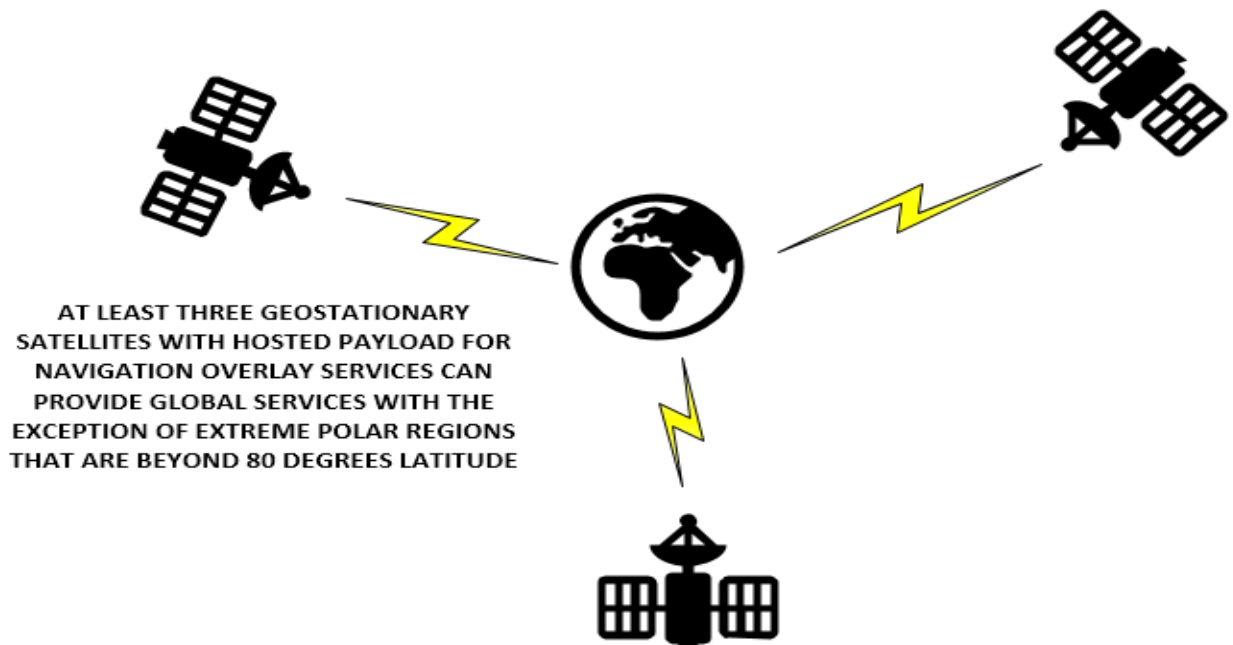 AT LEAST THREE GEOSTATIONARY
SATELLITES WITH HOSTED PAYLOAD FOR
NAVIGATION OVERLAY SERVICES CAN
PROVIDE GLOBAL SERVICES WITH THE
EXCEPTION OF EXTREME POLAR REGIONS
THAT ARE BEYOND 80 DEGREES LATITUDE